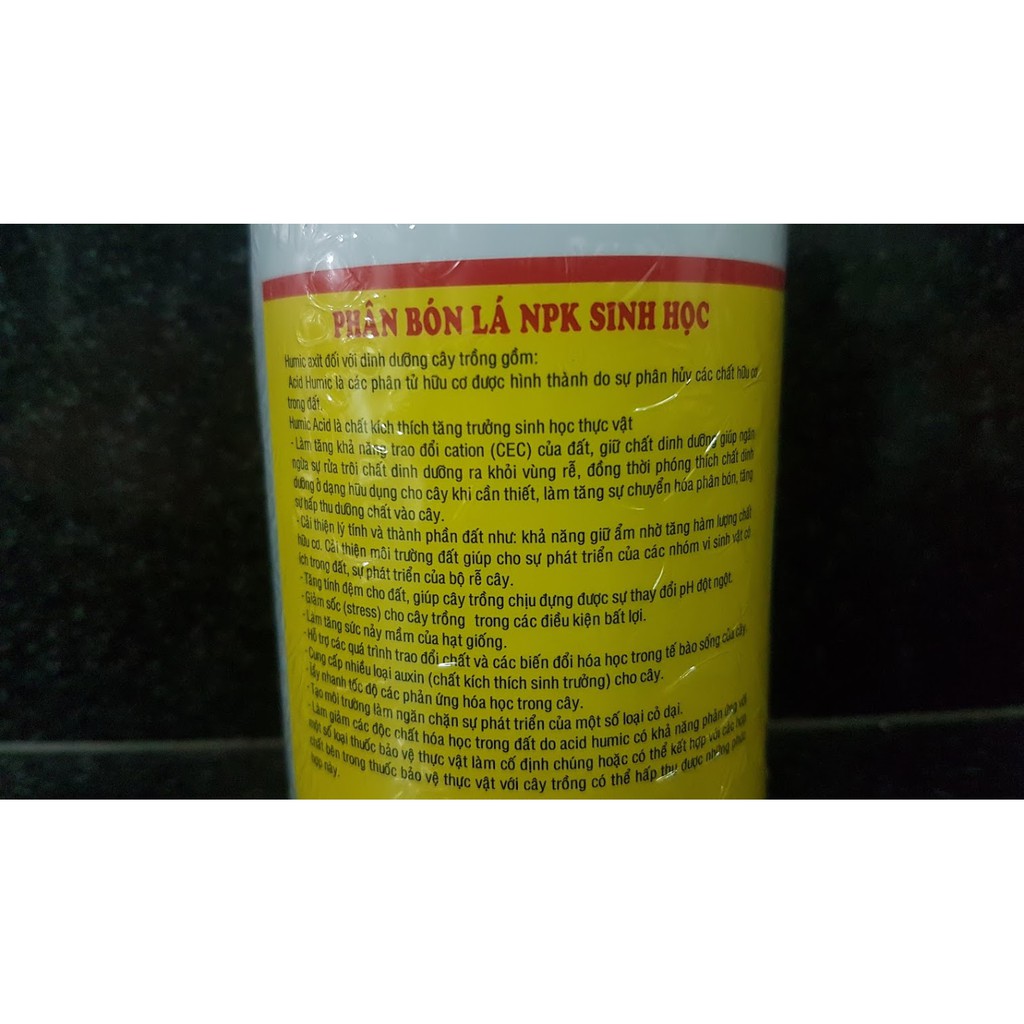 PHÂN BÓN LÁ NPK SINH HỌC
Humic axit đối với dinh dưỡng cây trồng gồm:
Acid Humic là các phân tử hữu cơ được hình thành do sự phân hủy các chất hữu cơ
trong đất.
Humic Acid là chất kích thích tăng trưởng sinh học thực vật
- Làm tăng khả năng trao đổi cation (CEC) của đất, giữ chất dinh dưỡng giúp ngăn
ngừa sự rửa trôi chất dinh dưỡng ra khỏi vùng rễ, đồng thời phóng thích chất dinh
dưỡng ở dạng hữu dụng cho cây khi cần thiết, làm tăng sự chuyển hóa phân bón, tăng
sự hấp thu dưỡng chất vào cây.
- Cải thiện lý tính và thành phần đất như: khả năng giữ ẩm nhờ tăng hàm lượng chất
hữu cơ. Cải thiện môi trường đất giúp cho sự phát triển của các nhóm vi sinh vật có
ích trong đất, sự phát triển của bộ rễ cây.
- Tăng tính đệm cho đất, giúp cây trồng chịu đựng được sự thay đổi pH đột ngột.
- Giảm sốc (stress) cho cây trồng trong các điều kiện bất lợi.
- Làm tăng sức nảy mầm của hạt giống.
- Hỗ trợ các quá trình trao đổi chất và các biến đổi hóa học trong tế bào sống của cây.
- Cung cấp nhiều loại auxin (chất kích thích sinh trưởng) cho cây.
- Đẩy nhanh tốc độ các phản ứng hóa học trong cây.
- Tạo môi trường làm ngăn chặn sự phát triển của một số loại cỏ dại.
- Làm giảm các độc chất hóa học trong đất do acid humic có khả năng phản ứng với
một số loại thuốc bảo vệ thực vật làm cố định chúng hoặc có thể kết hợp với các hợp
chất bên trong thuốc bảo vệ thực vật với cây trồng có thể hấp thu được những phức
hợp này.